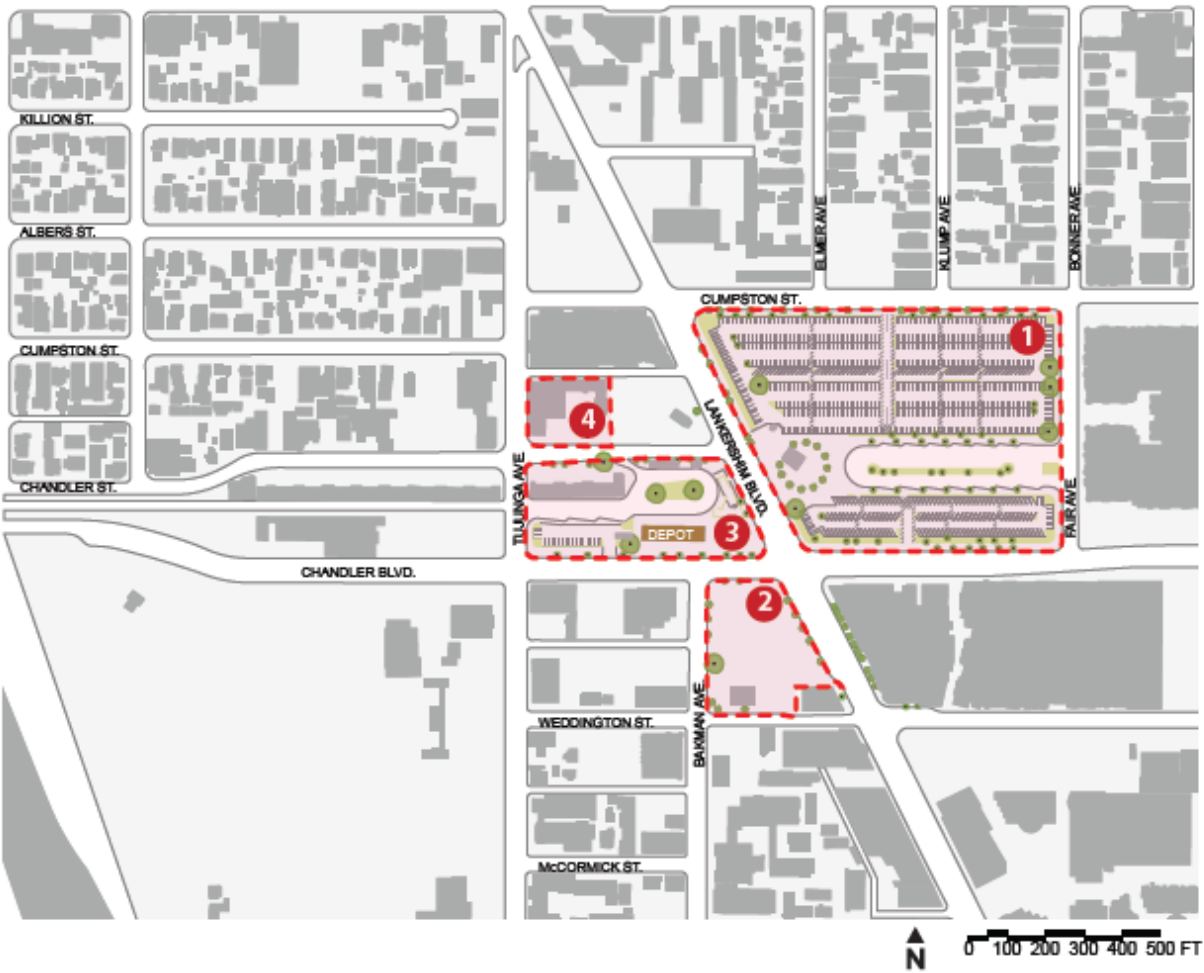 KILLION ST.
ALBERS ST.
ELMER AVE.
KLUMP AVE.
BONNER AVE.
CUMPSTON ST.
1
CUMPSTON ST.
4
LANKERSHIM BLVD.
CHANDLER ST.
TUJUNGA AVE.
FAIR AVE.
DEPOT
3
CHANDLER BLVD.
2
BAKMAN AVE.
WEDDINGTON ST.
McCORMICK ST.
N
0 100 200 300 400 500 FT